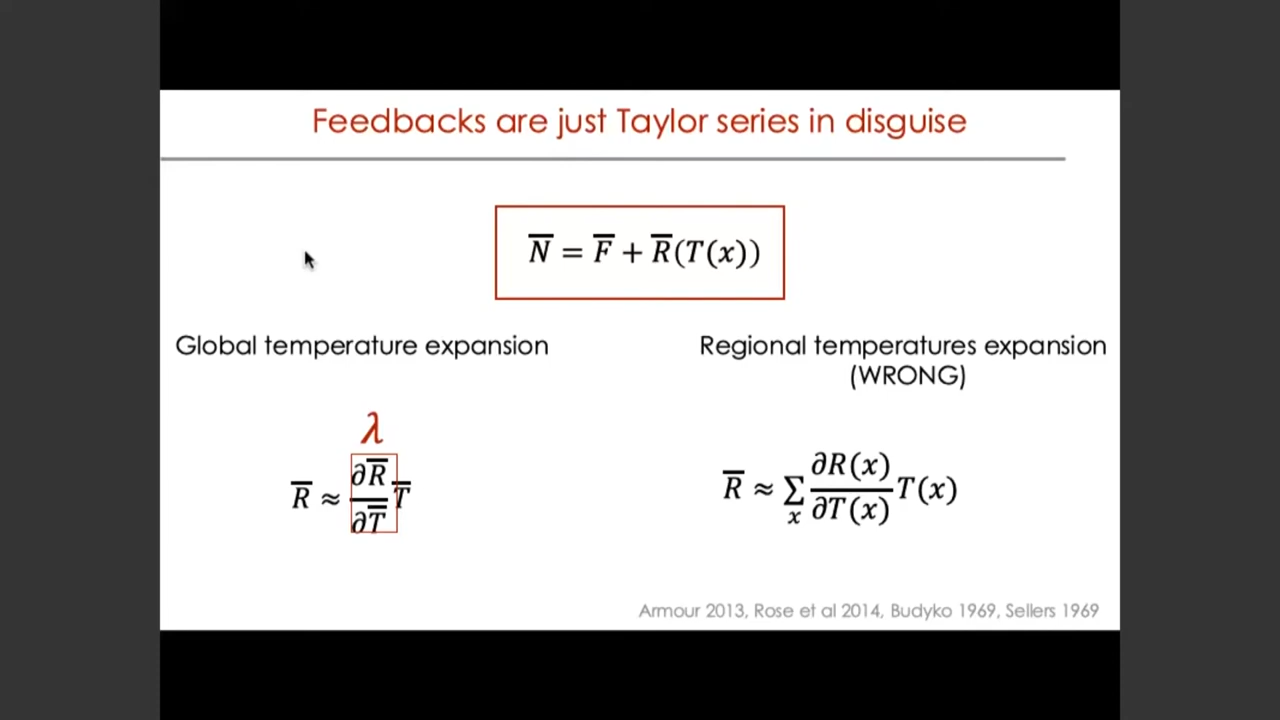 Feedbacks are just Taylor series in disguise
N̅ = F̅ + R̅(T(x))
Global temperature expansion
Regional temperatures expansion
(WRONG)
λ
R̅ ≈ ∂R̅/∂T̅ T̅
R̅ ≈ ∑ₓ ∂R(x)/∂T(x) T(x)
Armour 2013, Rose et al 2014, Budyko 1969, Sellers 1969